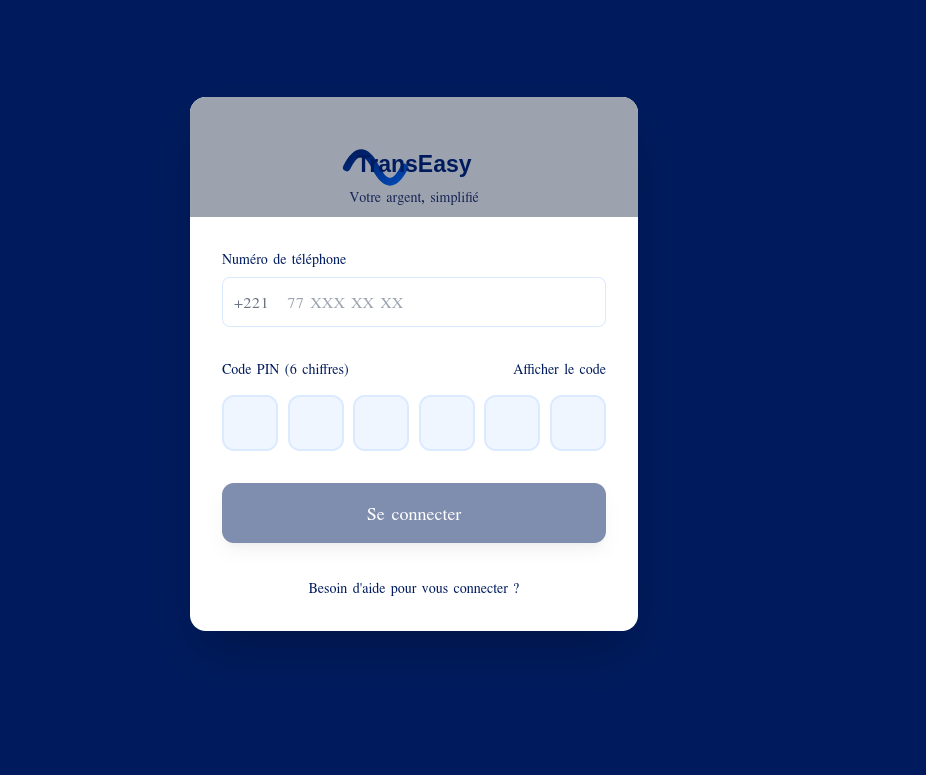 TransEasy
Votre argent, simplifié
Numéro de téléphone
+221 77 XXX XX XX
Code PIN (6 chiffres) Afficher le code
Se connecter
Besoin d'aide pour vous connecter ?